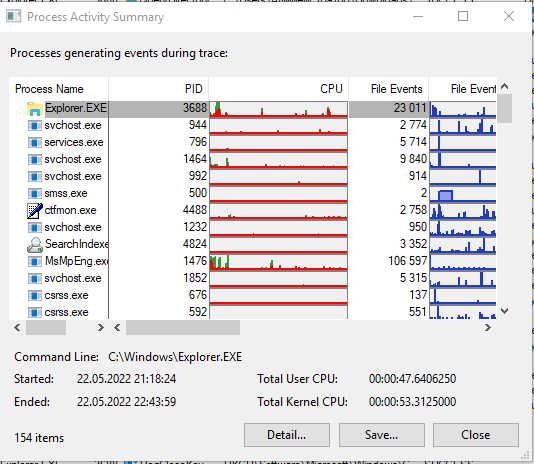 Process Activity Summary
Processes generating events during trace:
Process Name PID CPU File Events File Event
Explorer.EXE 3688 23 011
svchost.exe 944 2 774
services.exe 796 5 714
svchost.exe 1464 9 840
svchost.exe 992 914
smss.exe 500 2
ctfmon.exe 4488 2 758
svchost.exe 1232 950
SearchIndexe 4824 3 352
MsMpEng.exe 1476 106 597
svchost.exe 1852 5 315
csrss.exe 676 137
csrss.exe 592 551
Command Line: C:\Windows\Explorer.EXE
Started: 22.05.2022 21:18:24 Total User CPU: 00:00:47.6406250
Ended: 22.05.2022 22:43:59 Total Kernel CPU: 00:00:53.3125000
154 items Detail... Save... Close